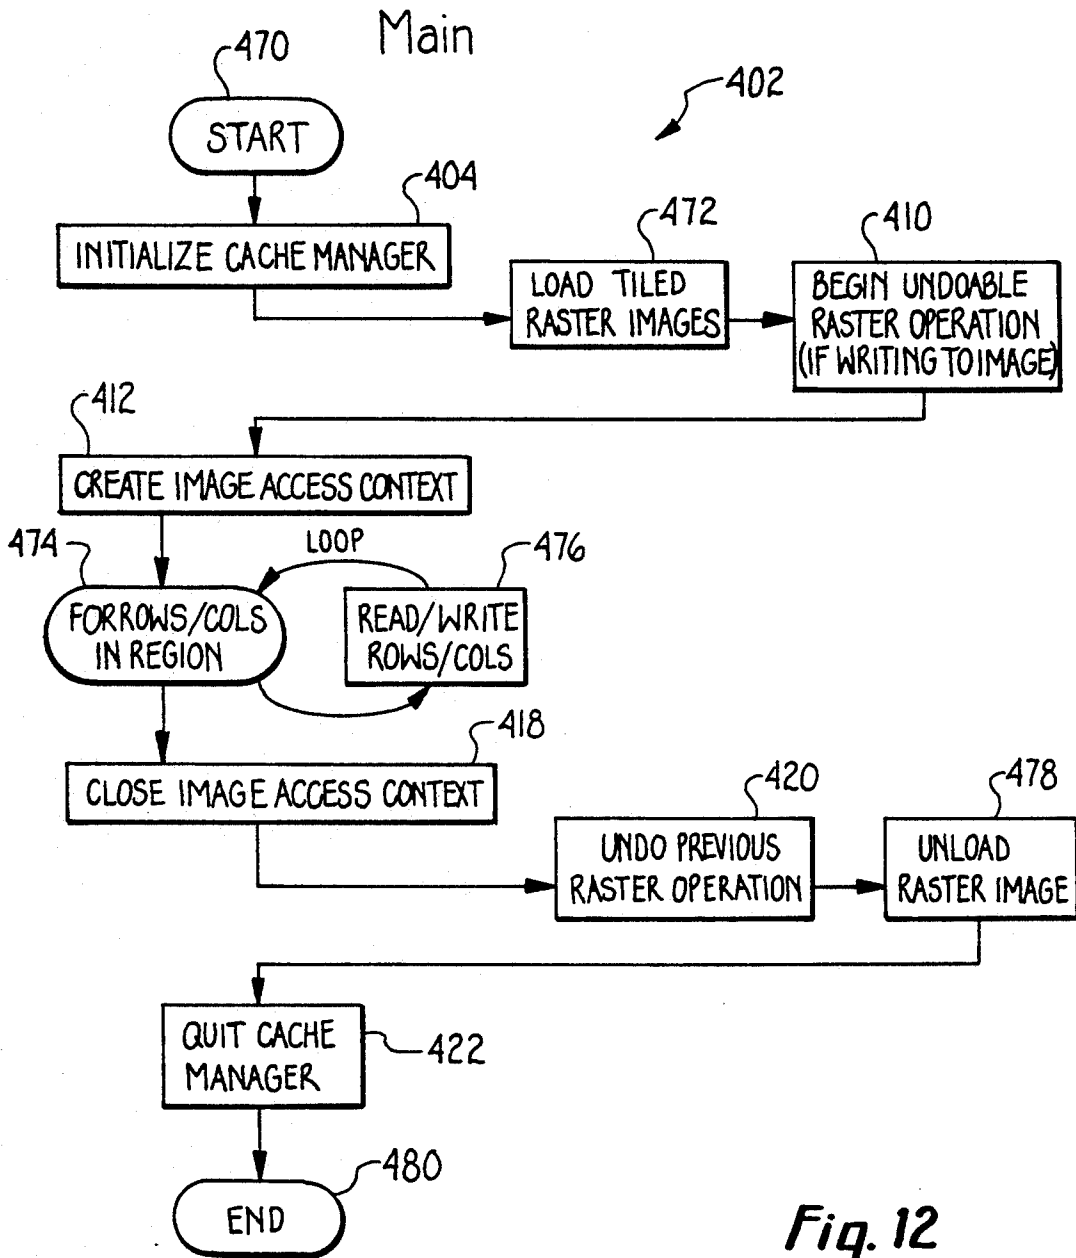 Main
470
402
START
404
INITIALIZE CACHE MANAGER
472
LOAD TILED
RASTER IMAGES
410
BEGIN UNDOABLE
RASTER OPERATION
(IF WRITING TO IMAGE)
412
CREATE IMAGE ACCESS CONTEXT
474
LOOP
476
FOR ROWS/COLS
IN REGION
READ/WRITE
ROWS/COLS
418
CLOSE IMAGE ACCESS CONTEXT
420
UNDO PREVIOUS
RASTER OPERATION
478
UNLOAD
RASTER IMAGE
QUIT CACHE
MANAGER
422
480
END
Fig. 12